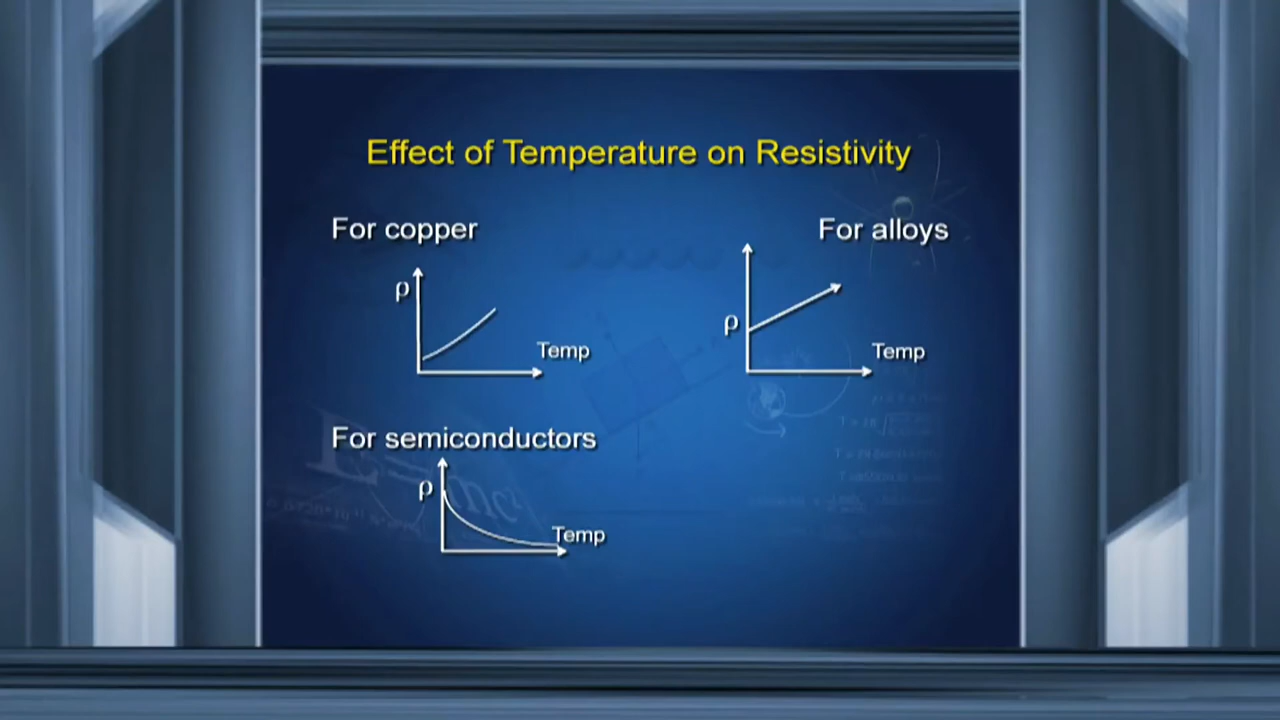 Effect of Temperature on Resistivity
For copper
ρ
Temp
For alloys
ρ
Temp
For semiconductors
ρ
Temp